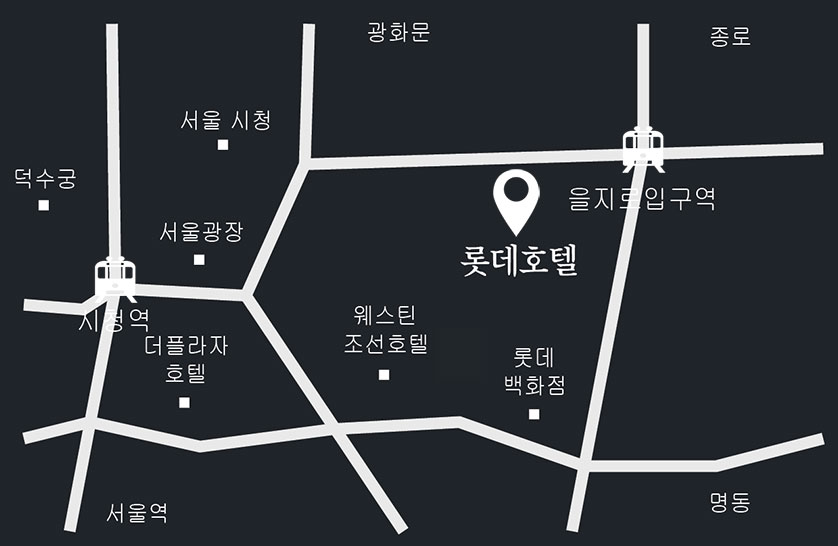 광화문
종로
서울 시청
덕수궁
을지로입구역
서울광장
롯데호텔
시청역
웨스틴
조선호텔
더플라자
호텔
롯데
백화점
서울역
명동